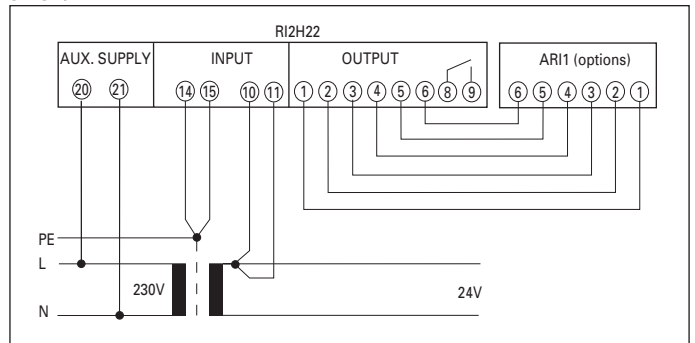 RI2H22
AUX. SUPPLY INPUT OUTPUT ARI1 (options)
20 21 14 15 10 11 1 2 3 4 5 6 8 9 6 5 4 3 2 1
PE
L
230V 24V
N